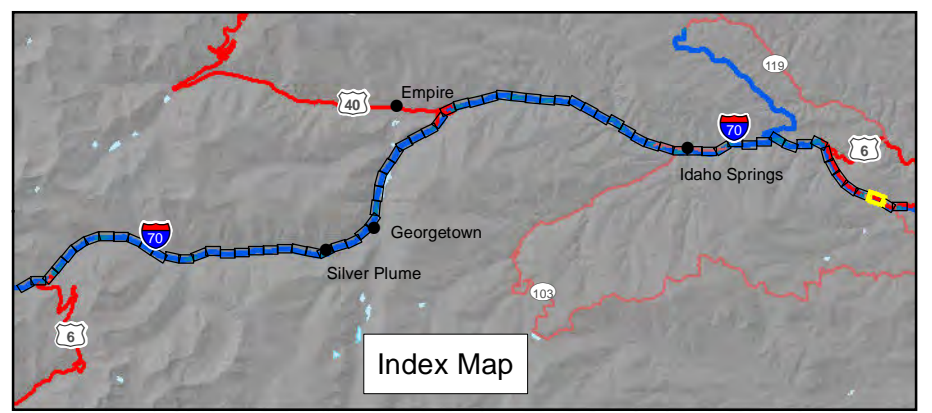 119
Empire
40
70
6
Idaho Springs
Georgetown
70
Silver Plume
103
6
Index Map